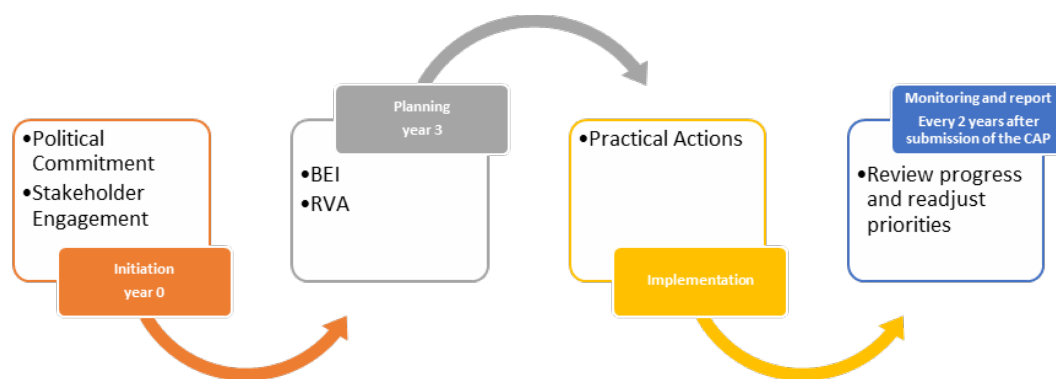 •Political
Commitment
•Stakeholder
Engagement
Initiation
year 0
Planning
year 3
•BEI
•RVA
•Practical Actions
Implementation
Monitoring and report
Every 2 years after
submission of the CAP
•Review progress
and readjust
priorities